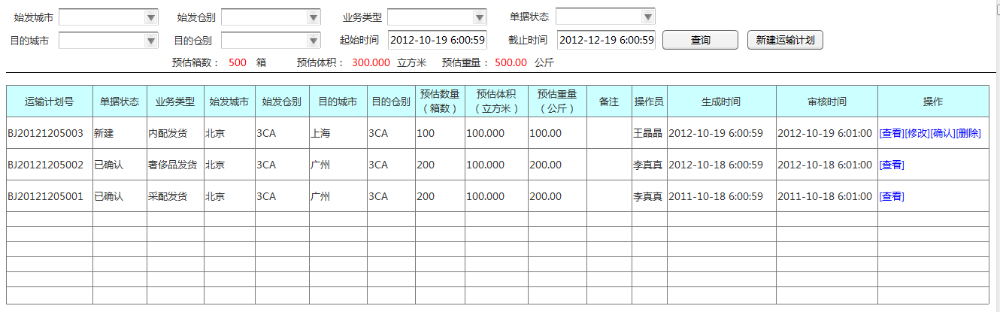 始发城市 始发仓别 业务类型 单据状态
目的城市 目的仓别 起始时间 2012-10-19 6:00:59 截止时间 2012-12-19 6:00:59 查询 新建运输计划
预估箱数： 500 箱 预估体积： 300.000 立方米 预估重量： 500.00 公斤
运输计划号 单据状态 业务类型 始发城市 始发仓别 目的城市 目的仓别 预估数量（箱数） 预估体积（立方米） 预估重量（公斤） 备注 操作员 生成时间 审核时间 操作
BJ20121205003 新建 内配发货 北京 3CA 上海 3CA 100 100.000 100.00 王晶晶 2012-10-19 6:00:59 2012-10-19 6:01:00 [查看][修改][确认][删除]
BJ20121205002 已确认 奢侈品发货 北京 3CA 广州 3CA 200 100.000 200.00 李真真 2012-10-18 6:00:59 2012-10-18 6:01:00 [查看]
BJ20121205001 已确认 采配发货 北京 3CA 广州 3CA 200 100.000 200.00 李真真 2011-10-18 6:00:59 2011-10-18 6:01:00 [查看]